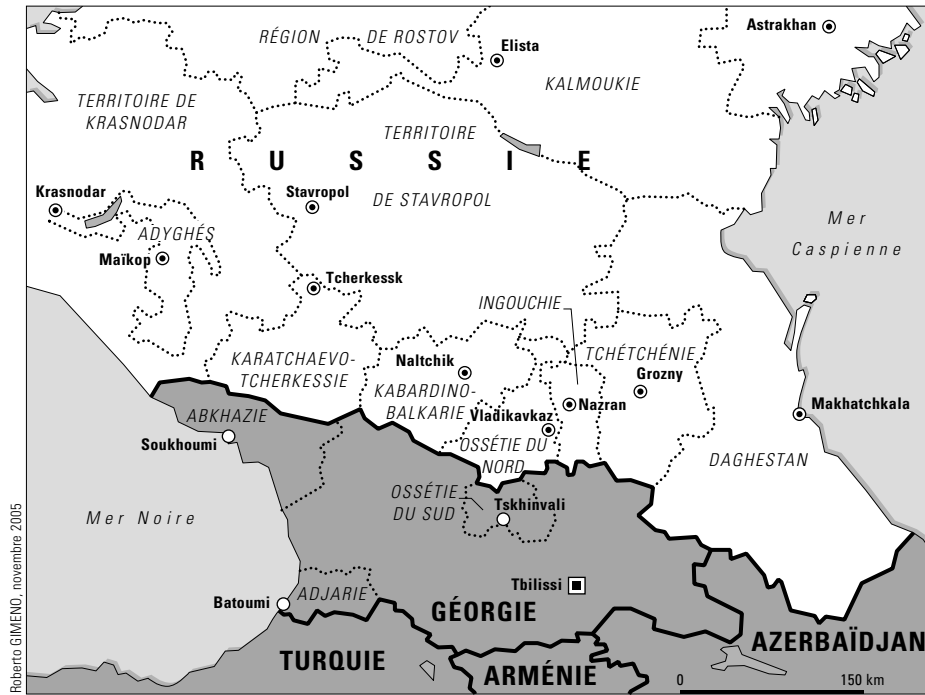 Astrakhan
RÉGION DE ROSTOV
Elista
KALMOUKIE
TERRITOIRE DE
KRASNODAR
TERRITOIRE
RUSSIE
Krasnodar
Stavropol
DE STAVROPOL
Mer
Caspienne
ADYGHÉS
Maïkop
Tcherkessk
INGOUCHIE
KARATCHAEVO-
TCHERKESSIE
Naltchik
TCHÉTCHÉNIE
Grozny
KABARDINO-
BALKARIE
Nazran
Makhatchkala
ABKHAZIE
Vladikavkaz
Soukhoumi
OSSÉTIE DU
NORD
DAGHESTAN
OSSÉTIE
DU SUD
Tskhinvali
Mer Noire
Tbilissi
Batoumi
ADJARIE
GÉORGIE
AZERBAÏDJAN
TURQUIE
ARMÉNIE
0 150 km
Roberto GIMENO, novembre 2005